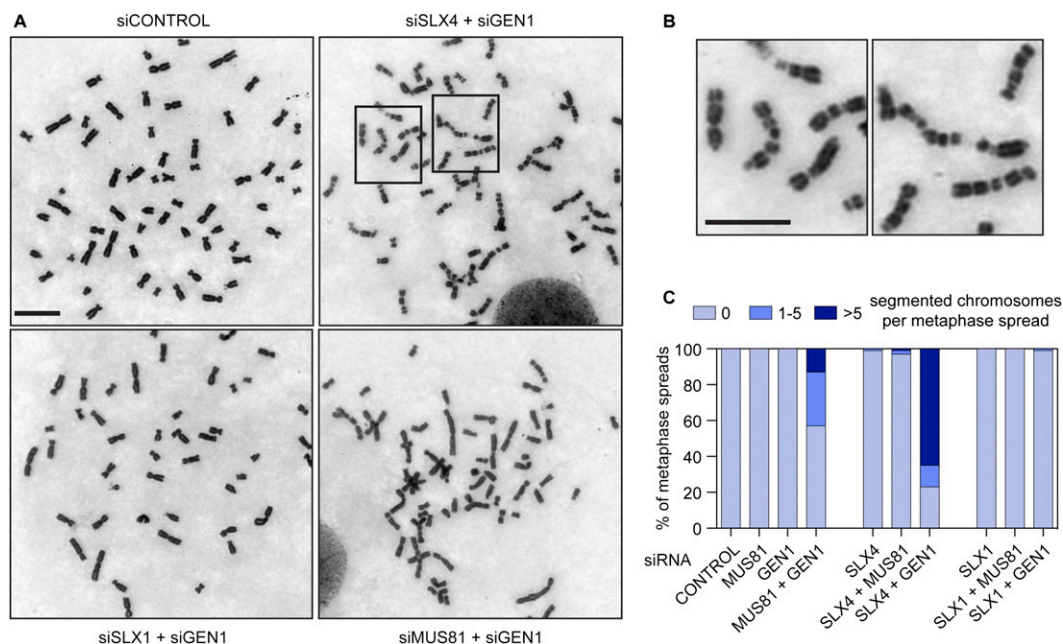 A
siCONTROL
siSLX4 + siGEN1
siSLX1 + siGEN1
siMUS81 + siGEN1
B
C
0
1-5
>5
segmented chromosomes
per metaphase spread
% of metaphase spreads
100
80
60
40
20
0
siRNA
CONTROL
MUS81
GEN1
MUS81 + GEN1
SLX4
SLX4 + MUS81
SLX4 + GEN1
SLX1
SLX1 + MUS81
SLX1 + GEN1